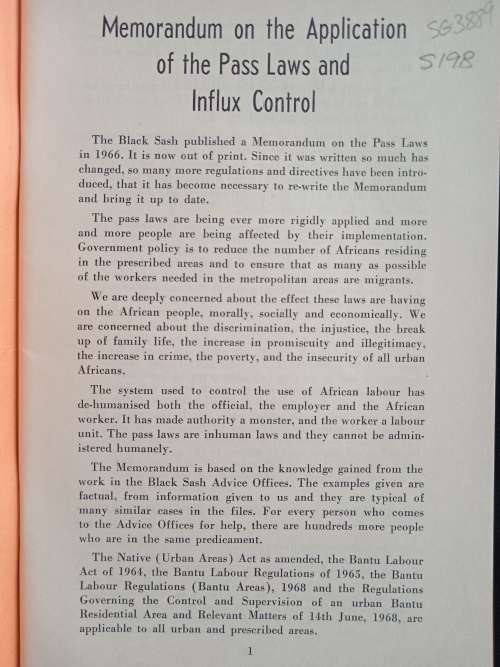 Memorandum on the Application
of the Pass Laws and
Influx Control
SG3889
S198
The Black Sash published a Memorandum on the Pass Laws
in 1966. It is now out of print. Since it was written so much has
changed, so many more regulations and directives have been intro-
duced, that it has become necessary to re-write the Memorandum
and bring it up to date.
The pass laws are being ever more rigidly applied and more
and more people are being affected by their implementation.
Government policy is to reduce the number of Africans residing
in the prescribed areas and to ensure that as many as possible
of the workers needed in the metropolitan areas are migrants.
We are deeply concerned about the effect these laws are having
on the African people, morally, socially and economically. We
are concerned about the discrimination, the injustice, the break
up of family life, the increase in promiscuity and illegitimacy,
the increase in crime, the poverty, and the insecurity of all urban
Africans.
The system used to control the use of African labour has
de-humanised both the official, the employer and the African
worker. It has made authority a monster, and the worker a labour
unit. The pass laws are inhuman laws and they cannot be admin-
istered humanely.
The Memorandum is based on the knowledge gained from the
work in the Black Sash Advice Offices. The examples given are
factual, from information given to us and they are typical of
many similar cases in the files. For every person who comes
to the Advice Offices for help, there are hundreds more people
who are in the same predicament.
The Native (Urban Areas) Act as amended, the Bantu Labour
Act of 1964, the Bantu Labour Regulations of 1965, the Bantu
Labour Regulations (Bantu Areas), 1968 and the Regulations
Governing the Control and Supervision of an urban Bantu
Residential Area and Relevant Matters of 14th June, 1968, are
applicable to all urban and prescribed areas.
1